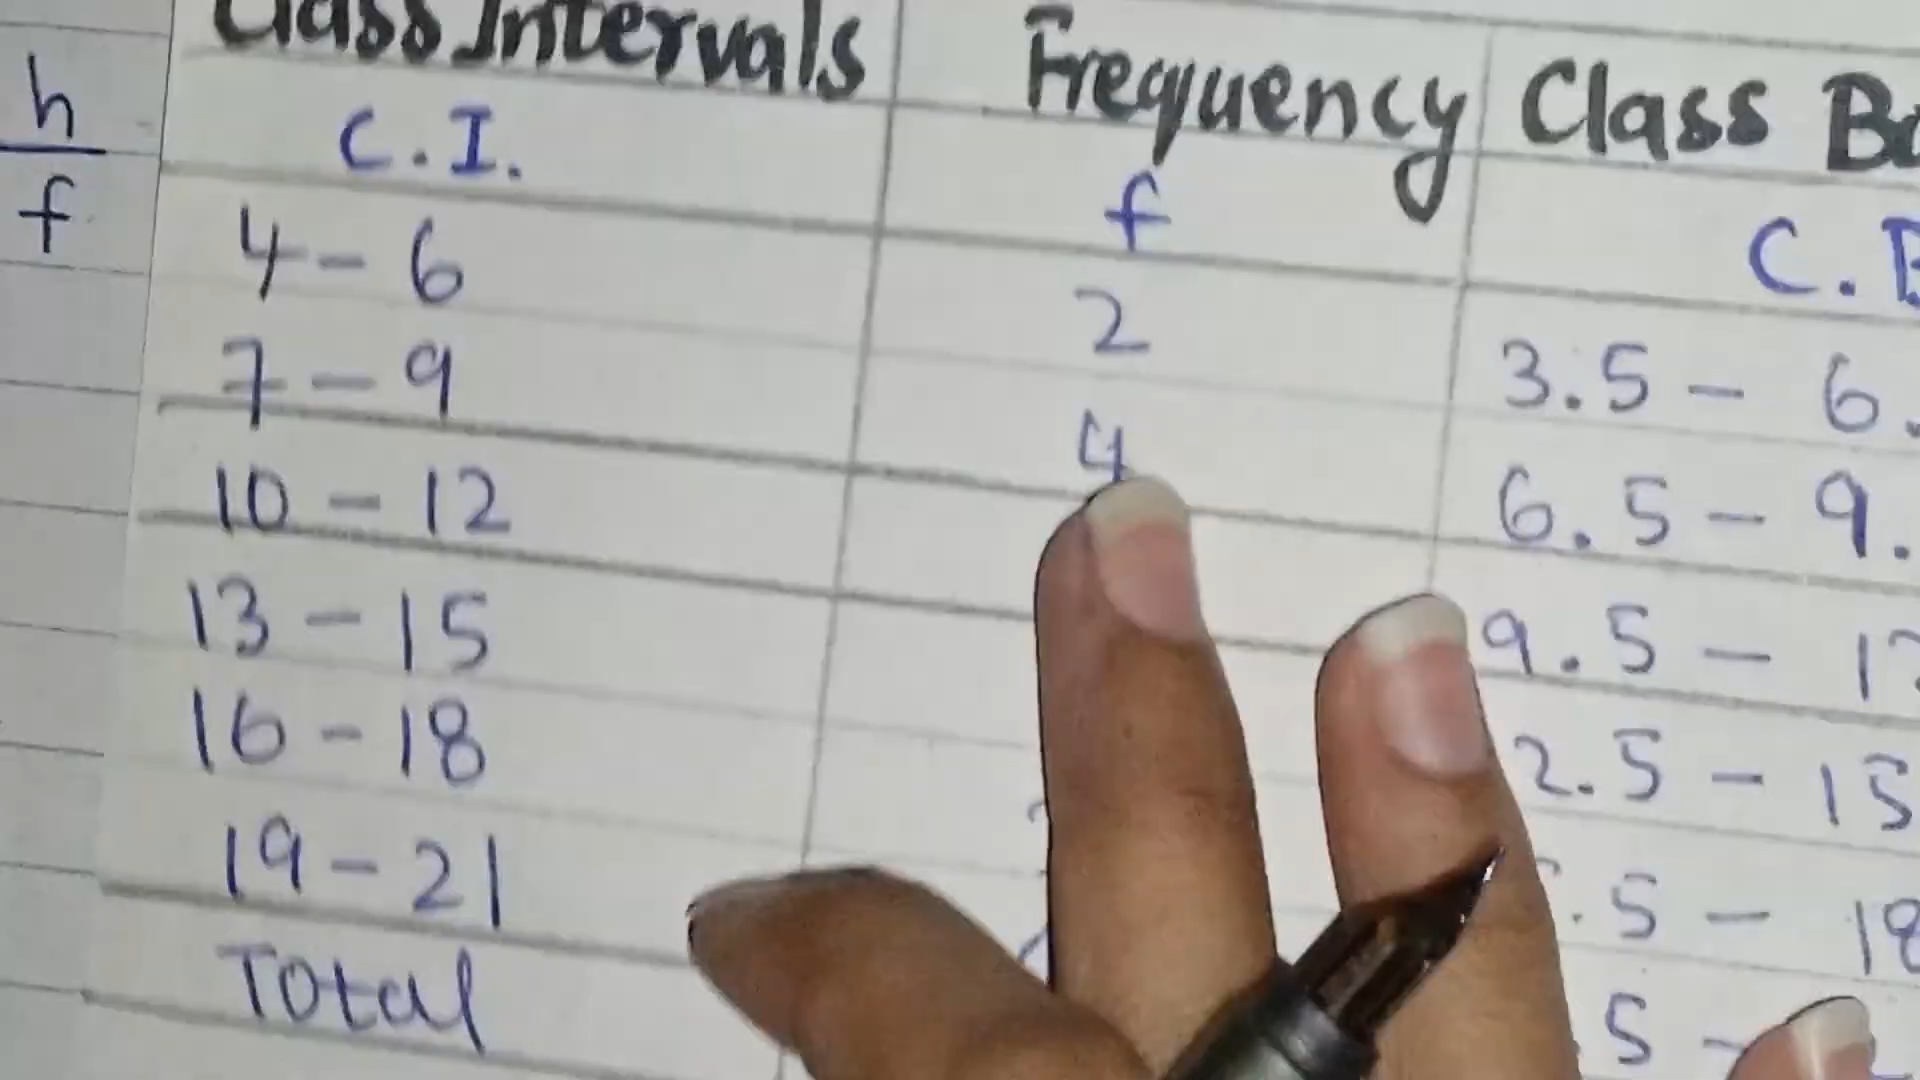 Class Intervals Frequency Class
h
f
C.I. f C.
4 - 6 2 3.5 - 6.
7 - 9 4 6.5 - 9.
10 - 12 9.5 -
13 - 15 2.5 - 15
16 - 18 .5 - 18
19 - 21 5 -
Total